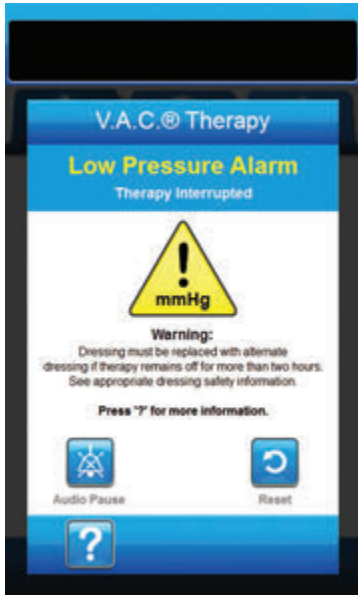 V.A.C.® Therapy
Low Pressure Alarm
Therapy Interrupted
!
mmHg
Warning:
Dressing must be replaced with alternate
dressing if therapy remains off for more than two hours.
See appropriate dressing safety information.
Press "?' for more information.
Audio Pause
Reset
?